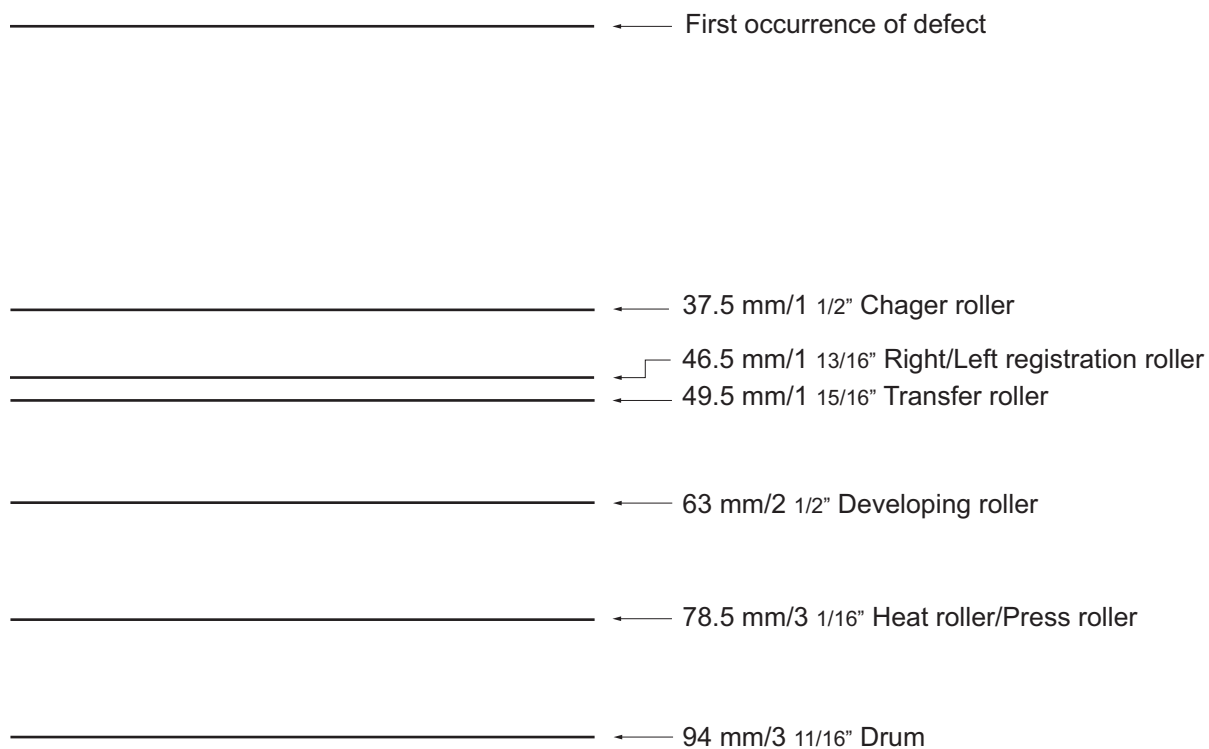 First occurrence of defect
37.5 mm/1 1/2” Chager roller
46.5 mm/1 13/16” Right/Left registration roller
49.5 mm/1 15/16” Transfer roller
63 mm/2 1/2” Developing roller
78.5 mm/3 1/16” Heat roller/Press roller
94 mm/3 11/16” Drum